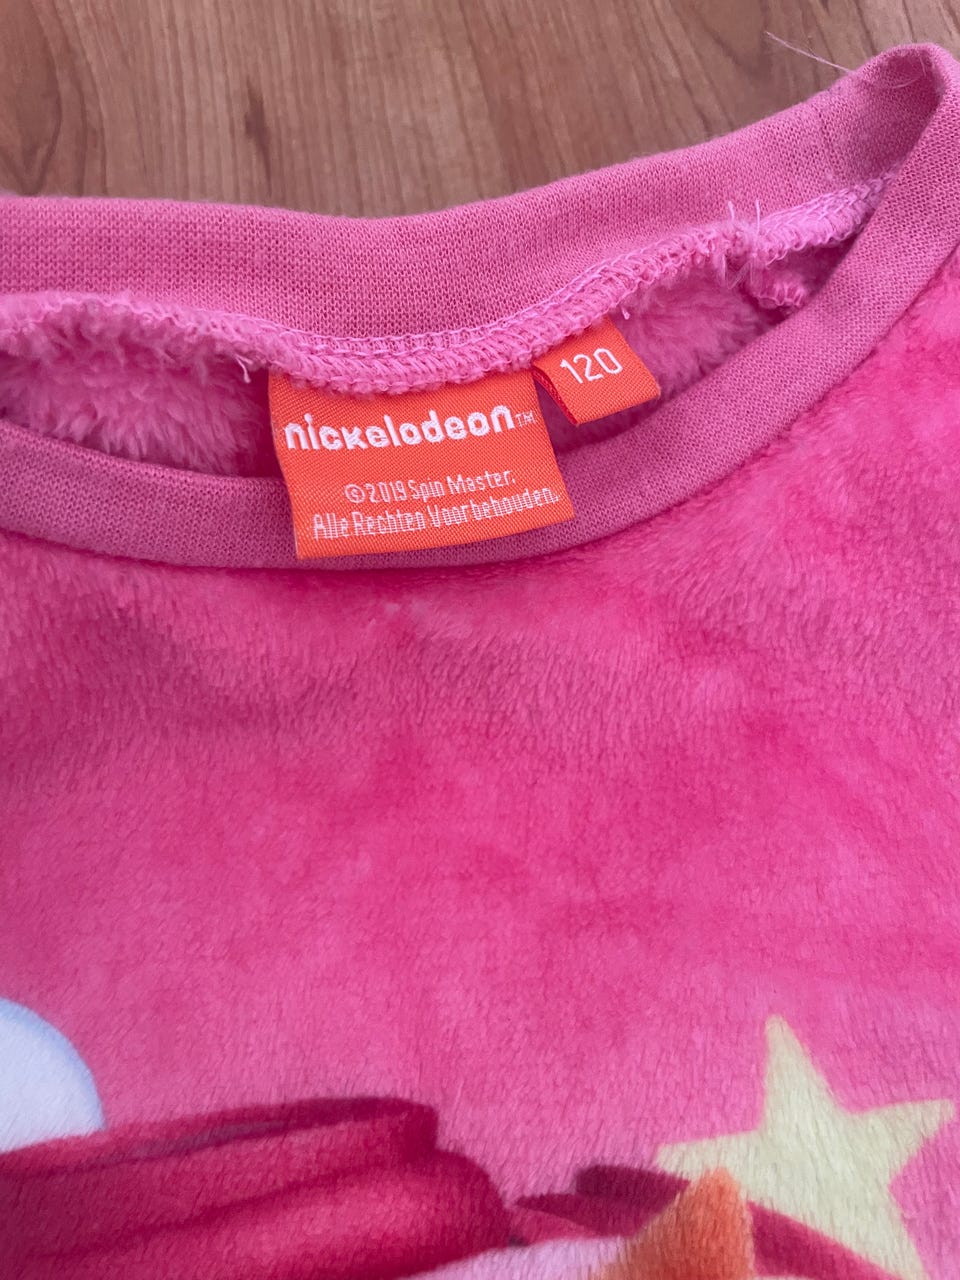 nickelodeon™
120
©2019 Spin Master.
Alle Rechten Voorbehouden.